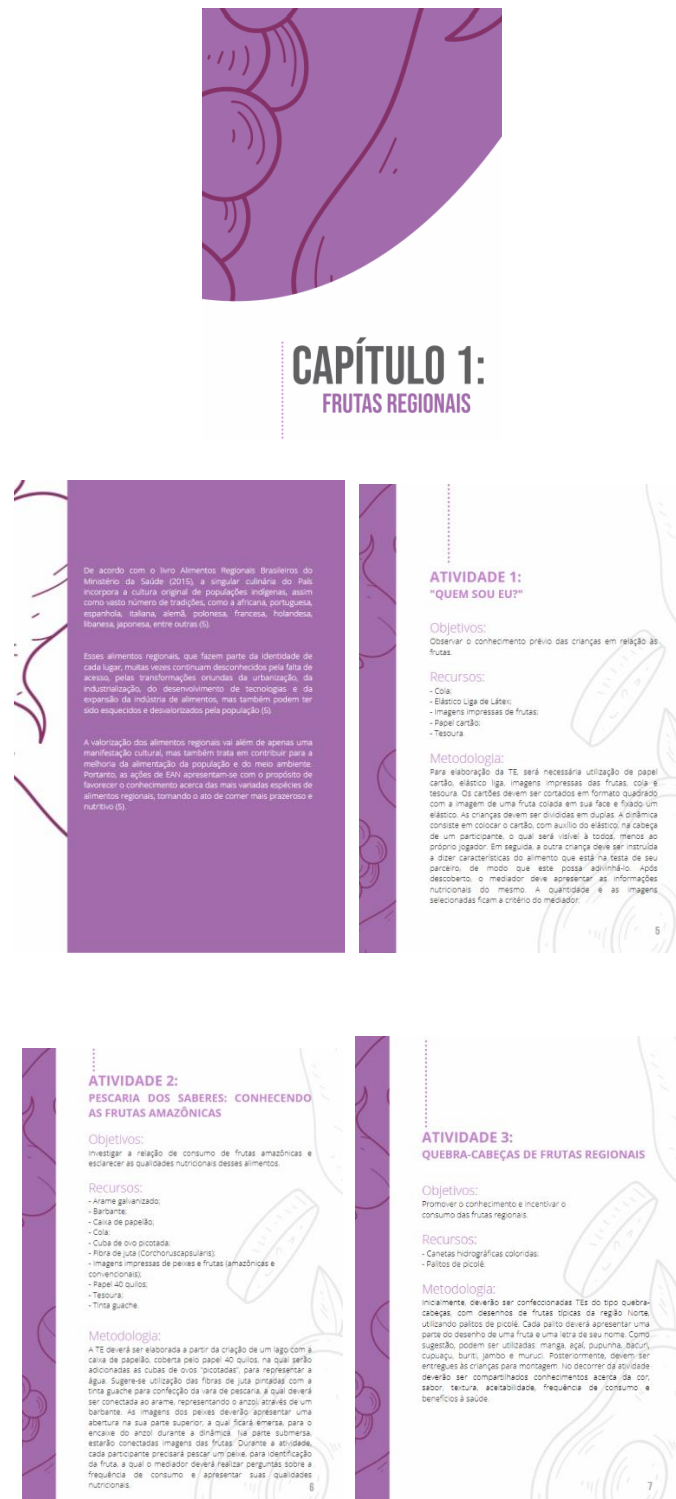 CAPÍTULO 1:
FRUTAS REGIONAIS
De acordo com o livro Alimentos Regionais Brasileiros do
Ministério da Saúde (2015), a singular culinária do País
incorpora a cultura original de populações indígenas, assim
como vasto número de tradições, como a africana, portuguesa,
espanhola, italiana, alemã, polonesa, francesa, holandesa,
libanesa, japonesa, entre outras (5).
Esses alimentos regionais, que fazem parte da identidade de
cada lugar, muitas vezes continuam desconhecidos pela falta de
acesso, pelas transformações oriundas da urbanização, da
industrialização, do desenvolvimento de tecnologias e da
expansão da indústria de alimentos, mas também podem ter
sido esquecidos e desvalorizados pela população (5).
A valorização dos alimentos regionais vai além de apenas uma
manifestação cultural, mas também trata em contribuir para a
melhoria da alimentação da população e do meio ambiente.
Portanto, as ações de EAN apresentam-se com o propósito de
favorecer o conhecimento acerca das mais variadas espécies de
alimentos regionais, tornando o ato de comer mais prazeroso e
nutritivo (5).
ATIVIDADE 1:
"QUEM SOU EU?"
Objetivos:
Observar o conhecimento prévio das crianças em relação às
frutas.
Recursos:
- Cola;
- Elástico Liga de Látex;
- Imagens impressas de frutas;
- Papel cartão;
- Tesoura.
Metodologia:
Para elaboração da TE, será necessária utilização de papel
cartão, elástico liga, imagens impressas das frutas, cola e
tesoura. Os cartões devem ser cortados em formato quadrado
com a imagem de uma fruta colada em sua face e fixado um
elástico. As crianças devem ser divididas em duplas. A dinâmica
consiste em colocar o cartão, com auxílio do elástico, na cabeça
de um participante, o qual será visível à todos, menos ao
próprio jogador. Em seguida, a outra criança deve ser instruída
a dizer características do alimento que está na testa de seu
parceiro, de modo que este possa adivinhá-lo. Após
descoberto, o mediador deve apresentar as informações
nutricionais do mesmo. A quantidade e as imagens
selecionadas ficam a critério do mediador.
5
ATIVIDADE 2:
PESCARIA DOS SABERES: CONHECENDO
AS FRUTAS AMAZÔNICAS
Objetivos:
Investigar a relação de consumo de frutas amazônicas e
esclarecer as qualidades nutricionais desses alimentos.
Recursos:
- Arame galvanizado;
- Barbante;
- Caixa de papelão;
- Cola;
- Cuba de ovo picotada;
- Fibra de juta (Corchoruscapsularis);
- Imagens impressas de peixes e frutas (amazônicas e
convencionais);
- Papel 40 quilos;
- Tesoura;
- Tinta guache.
Metodologia:
A TE deverá ser elaborada a partir da criação de um lago com a
caixa de papelão, coberta pelo papel 40 quilos, na qual serão
adicionadas as cubas de ovos "picotadas", para representar a
água. Sugere-se utilização das fibras de juta pintadas com a
tinta guache para confecção da vara de pescaria, a qual deverá
ser conectada ao arame, representando o anzol, através de um
barbante. As imagens dos peixes deverão apresentar uma
abertura na sua parte superior, a qual ficará emersa, para o
encaixe do anzol durante a dinâmica. Na parte submersa,
estarão conectadas imagens das frutas. Durante a atividade,
cada participante precisará pescar um peixe, para identificação
da fruta, a qual o mediador deverá realizar perguntas sobre a
frequência de consumo e apresentar suas qualidades
nutricionais.
6
ATIVIDADE 3:
QUEBRA-CABEÇAS DE FRUTAS REGIONAIS
Objetivos:
Promover o conhecimento e incentivar o
consumo das frutas regionais.
Recursos:
- Canetas hidrográficas coloridas;
- Palitos de picolé.
Metodologia:
Inicialmente, deverão ser confeccionadas TEs do tipo quebra-
cabeças, com desenhos de frutas típicas da região Norte,
utilizando palitos de picolé. Cada palito deverá apresentar uma
parte do desenho de uma fruta e uma letra de seu nome. Como
sugestão, podem ser utilizadas: manga, açaí, pupunha, bacuri,
cupuaçu, buriti, jambo e muruci. Posteriormente, devem ser
entregues às crianças para montagem. No decorrer da atividade
deverão ser compartilhados conhecimentos acerca da cor,
sabor, textura, aceitabilidade, frequência de consumo e
benefícios à saúde.
7